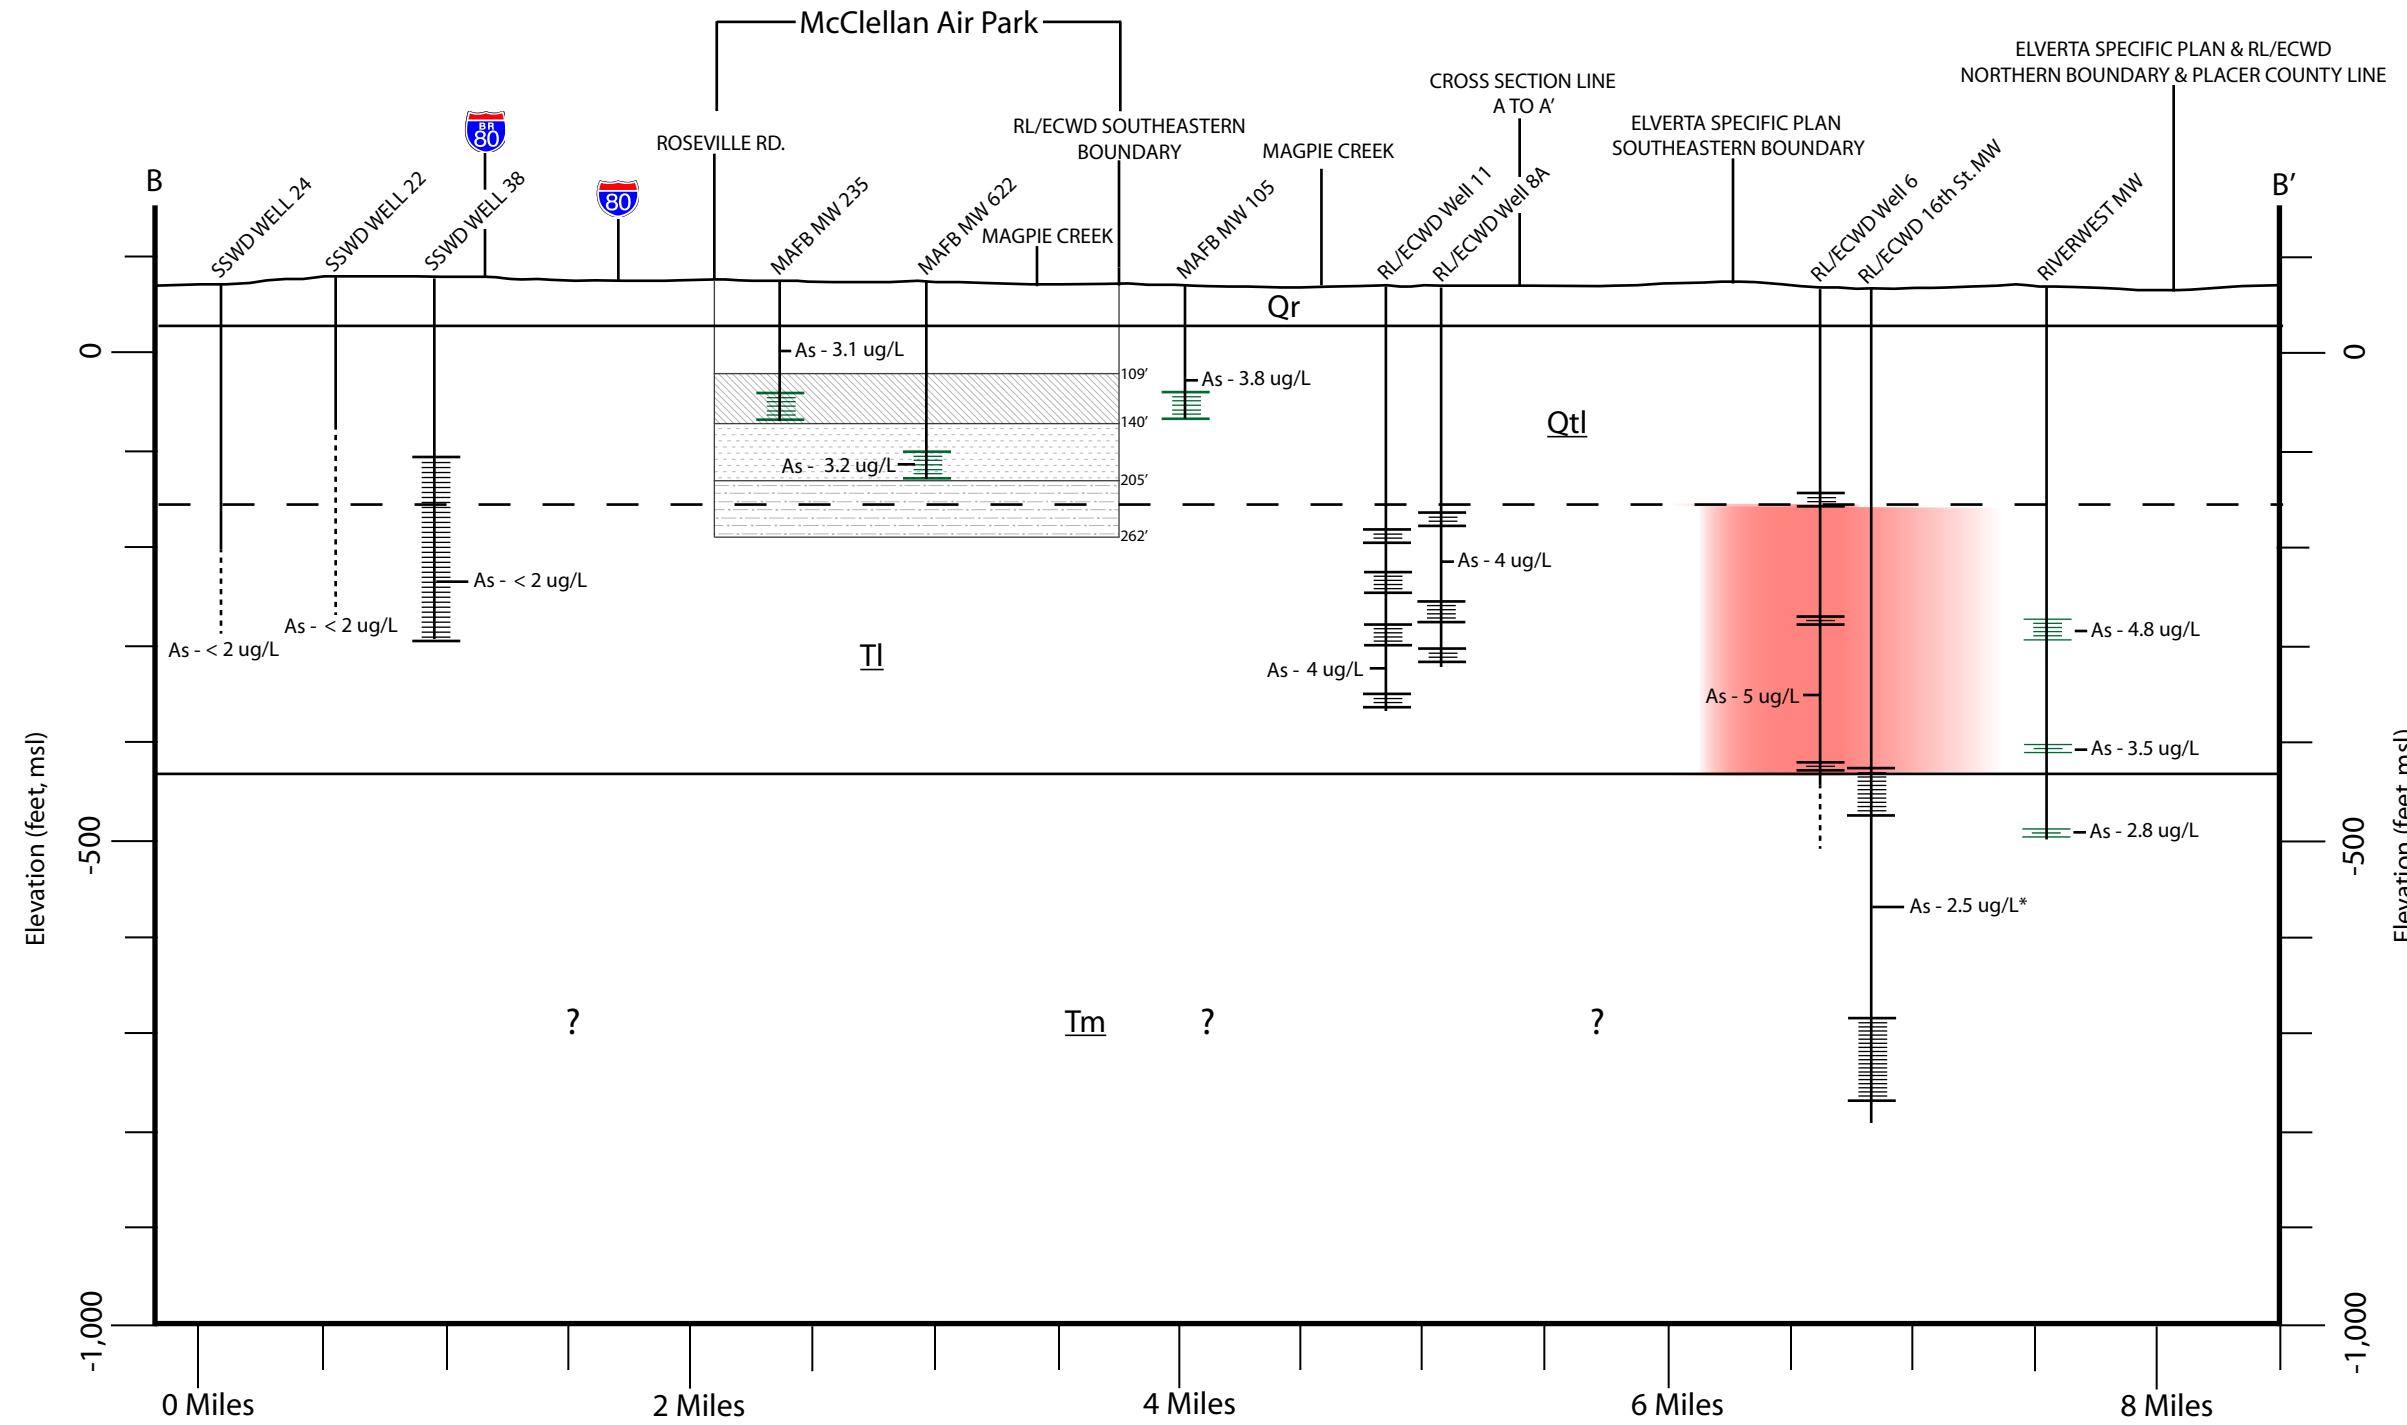 McClellan Air Park
ELVERTA SPECIFIC PLAN & RL/ECWD
NORTHERN BOUNDARY & PLACER COUNTY LINE
CROSS SECTION LINE
A TO A'
RL/ECWD SOUTHEASTERN
BOUNDARY
ELVERTA SPECIFIC PLAN
SOUTHEASTERN BOUNDARY
BR
80
ROSEVILLE RD.
MAGPIE CREEK
80
B
B'
SSWD WELL 24
SSWD WELL 22
SSWD WELL 38
MAFB MW 235
MAFB MW 622
MAGPIE CREEK
MAFB MW 105
RL/ECWD Well 11
RL/ECWD Well 8A
RL/ECWD Well 6
RL/ECWD 16th St. MW
RIVERWEST MW
Qr
0
As - 3.1 ug/L
0
109'
As - 3.8 ug/L
140'
Qtl
As - 3.2 ug/L
205'
262'
As - < 2 ug/L
As - 4 ug/L
As - < 2 ug/L
As - < 2 ug/L
Tl
As - 4 ug/L
As - 4.8 ug/L
As - 5 ug/L
As - 3.5 ug/L
Elevation (feet, msl)
Elevation (feet, msl)
-500
-500
As - 2.8 ug/L
As - 2.5 ug/L*
?
Tm
?
?
-1,000
-1,000
0 Miles
2 Miles
4 Miles
6 Miles
8 Miles